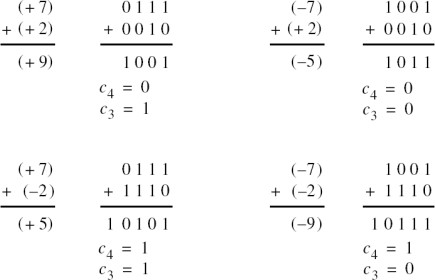 (+ 7) 0 1 1 1 (–7) 1 0 0 1
+ (+ 2) + 0 0 1 0 + (+ 2) + 0 0 1 0
(+ 9) 1 0 0 1 (–5) 1 0 1 1
c4 = 0 c4 = 0
c3 = 1 c3 = 0
(+ 7) 0 1 1 1 (–7) 1 0 0 1
+ (–2) + 1 1 1 0 + (–2) + 1 1 1 0
(+ 5) 1 0 1 0 1 (–9) 1 0 1 1 1
c4 = 1 c4 = 1
c3 = 1 c3 = 0